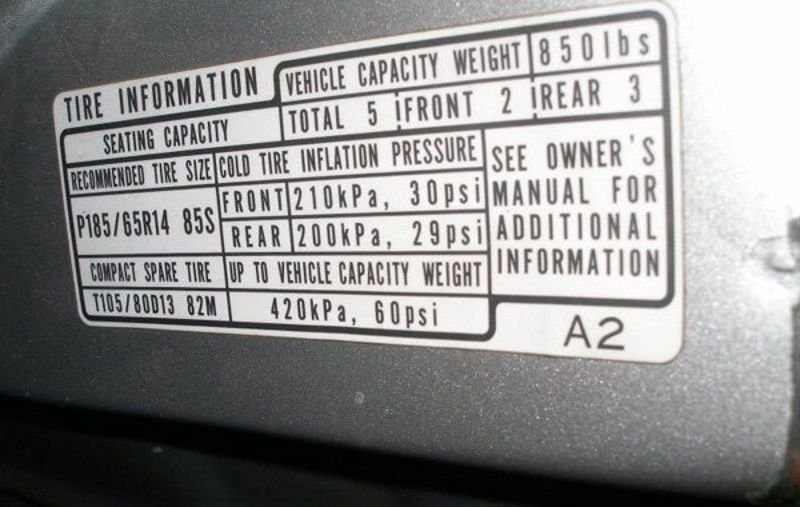 TIRE INFORMATION
VEHICLE CAPACITY WEIGHT 850lbs
SEATING CAPACITY
TOTAL 5 FRONT 2 REAR 3
RECOMMENDED TIRE SIZE
COLD TIRE INFLATION PRESSURE
P185/65R14 85S
FRONT 210kPa, 30psi
REAR 200kPa, 29psi
SEE OWNER'S
MANUAL FOR
ADDITIONAL
INFORMATION
COMPACT SPARE TIRE
UP TO VEHICLE CAPACITY WEIGHT
T105/80D13 82M
420kPa, 60psi
A2